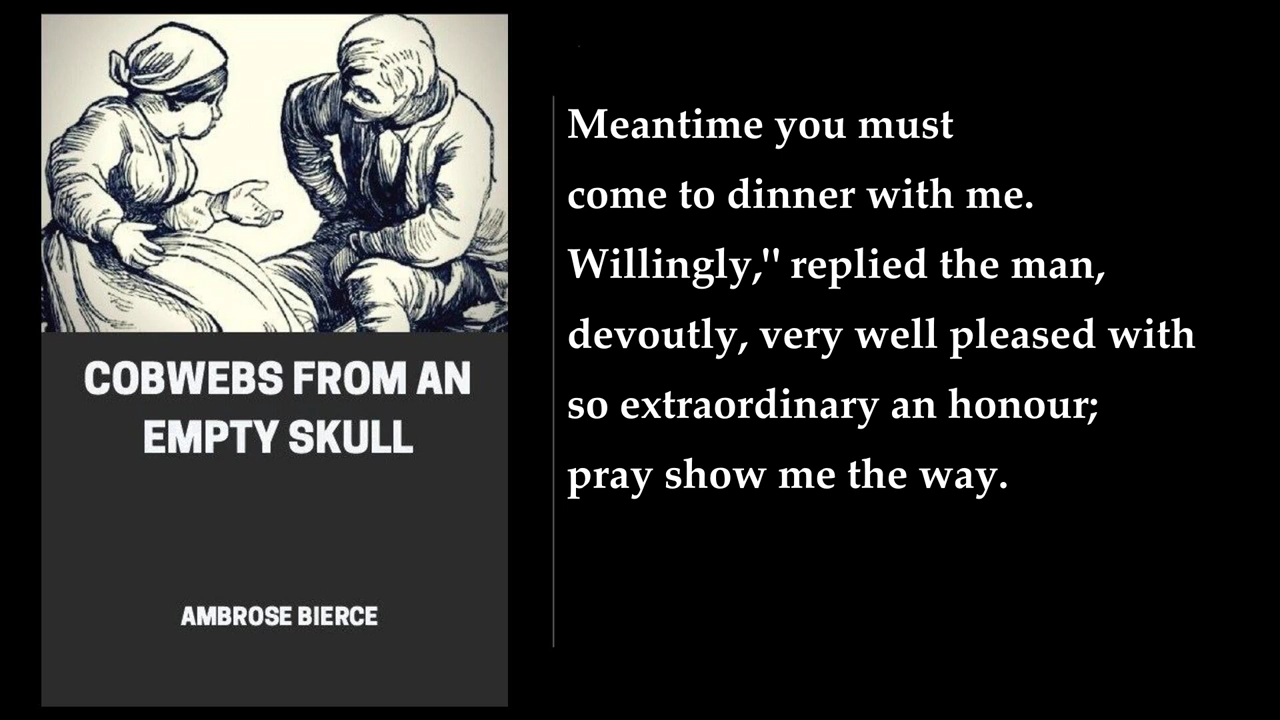 COBWEBS FROM AN
EMPTY SKULL
AMBROSE BIERCE
Meantime you must
come to dinner with me.
Willingly," replied the man,
devoutly, very well pleased with
so extraordinary an honour;
pray show me the way.